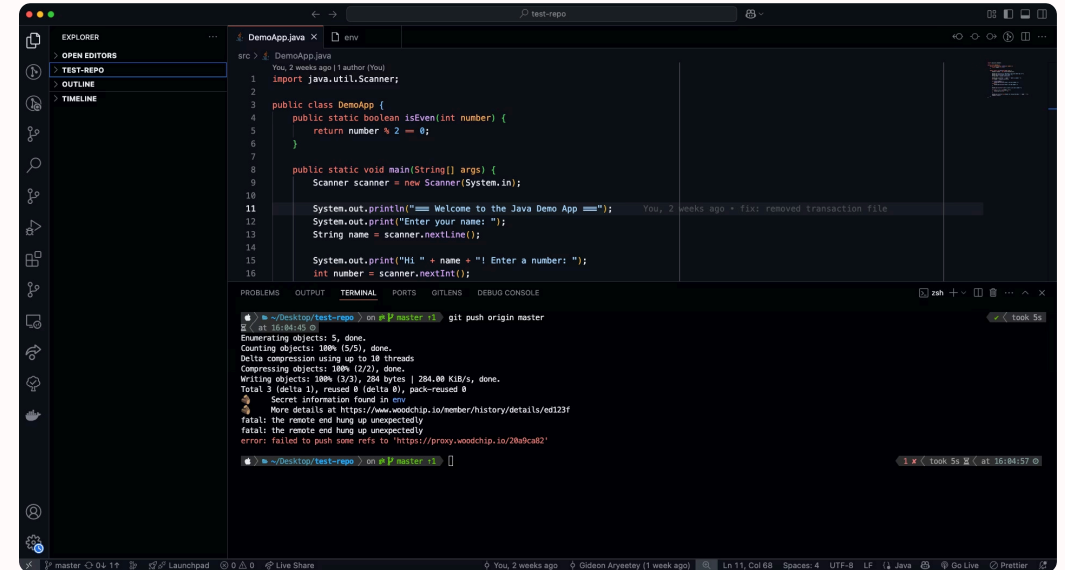 test-repo
EXPLORER
DemoApp.java
env
OPEN EDITORS
TEST-REPO
OUTLINE
TIMELINE
src > DemoApp.java
You, 2 weeks ago | 1 author (You)
1 import java.util.Scanner;
2
3 public class DemoApp {
4 public static boolean isEven(int number) {
5 return number % 2 == 0;
6 }
7
8 public static void main(String[] args) {
9 Scanner scanner = new Scanner(System.in);
10
11 System.out.println("=== Welcome to the Java Demo App ==="); You, 2 weeks ago • fix: removed transaction file
12 System.out.print("Enter your name: ");
13 String name = scanner.nextLine();
14
15 System.out.print("Hi " + name + "! Enter a number: ");
16 int number = scanner.nextInt();
PROBLEMS OUTPUT TERMINAL PORTS GITLENS DEBUG CONSOLE zsh
~/Desktop/test-repo on master ↑1 git push origin master took 5s
at 16:04:45
Enumerating objects: 5, done.
Counting objects: 100% (5/5), done.
Delta compression using up to 10 threads
Compressing objects: 100% (2/2), done.
Writing objects: 100% (3/3), 284 bytes | 284.00 KiB/s, done.
Total 3 (delta 1), reused 0 (delta 0), pack-reused 0
Secret information found in env
More details at https://www.woodchip.io/member/history/details/ed123f
fatal: the remote end hung up unexpectedly
fatal: the remote end hung up unexpectedly
error: failed to push some refs to 'https://proxy.woodchip.io/20a9ca82'
~/Desktop/test-repo on master ↑1 1 ✘ took 5s at 16:04:57
master 0↓ 1↑ Launchpad 0 0 Live Share You, 2 weeks ago Gideon Aryeetey (1 week ago) Ln 11, Col 68 Spaces: 4 UTF-8 LF Java Go Live Prettier